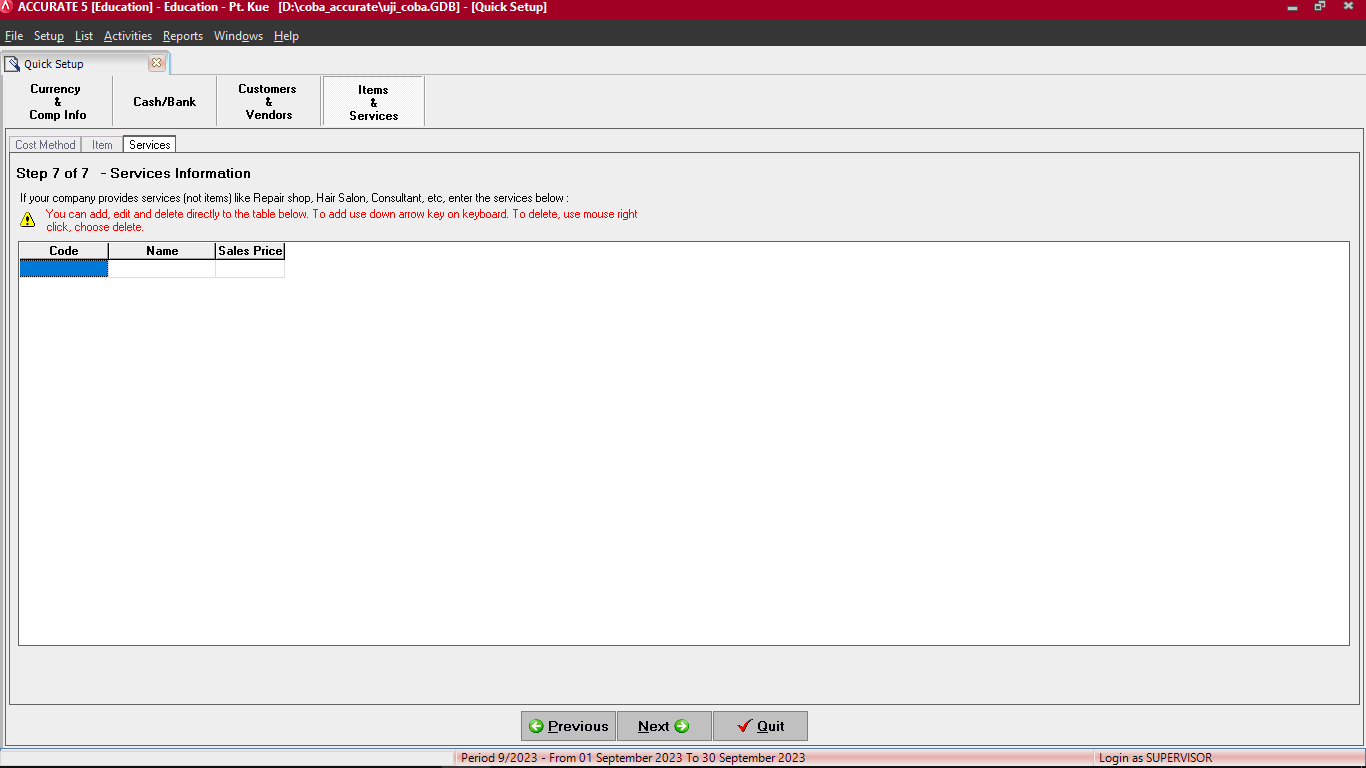 ACCURATE 5 [Education] - Education - Pt. Kue [D:\coba_accurate\uji_coba.GDB] - [Quick Setup]
File Setup List Activities Reports Windows Help
Quick Setup
Currency
&
Comp Info
Cash/Bank
Customers
&
Vendors
Items
&
Services
Cost Method Item Services
Step 7 of 7 - Services Information
If your company provides services (not items) like Repair shop, Hair Salon, Consultant, etc, enter the services below :
You can add, edit and delete directly to the table below. To add use down arrow key on keyboard. To delete, use mouse right
click, choose delete.
Code Name Sales Price
Previous Next Quit
Period 9/2023 - From 01 September 2023 To 30 September 2023 Login as SUPERVISOR